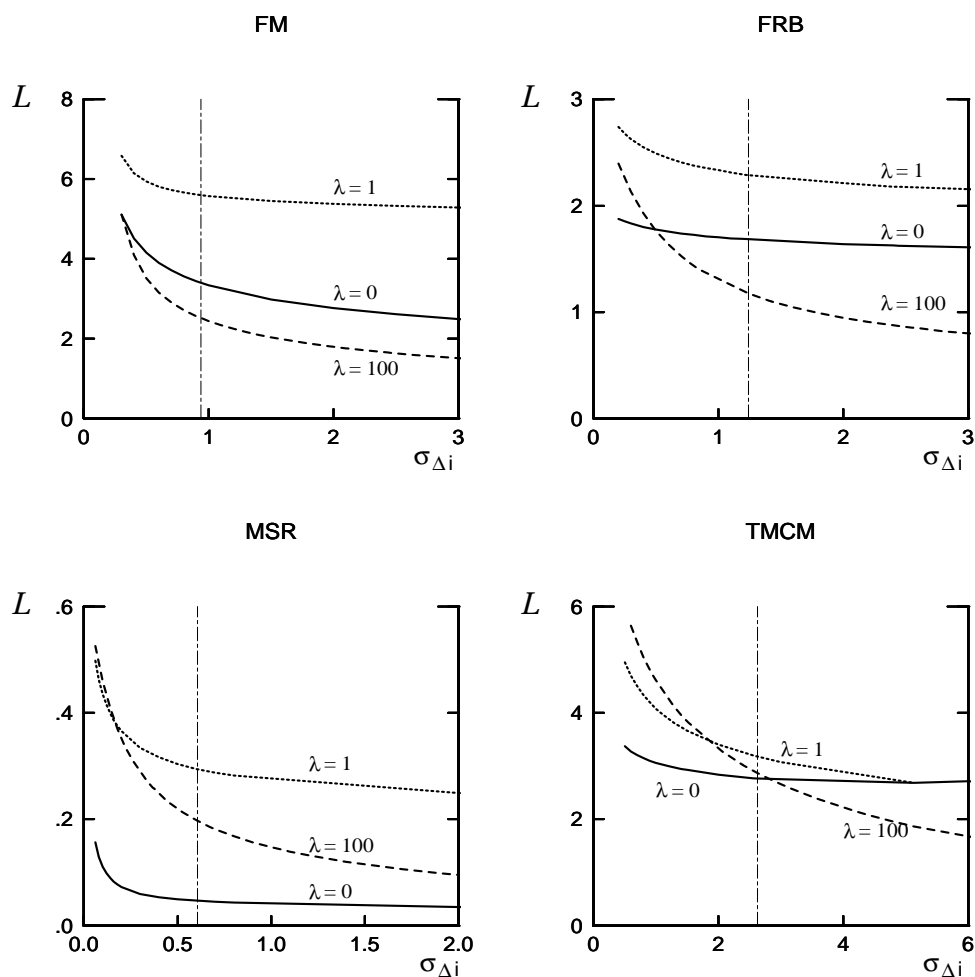 FM
L
8
6
4
2
0
λ = 1
λ = 0
λ = 100
0 1 2 3
σΔi
FRB
L
3
2
1
0
λ = 1
λ = 0
λ = 100
0 1 2 3
σΔi
MSR
L
.6
.4
.2
.0
λ = 1
λ = 100
λ = 0
0.0 0.5 1.0 1.5 2.0
σΔi
TMCM
L
6
4
2
0
λ = 1
λ = 0
λ = 100
0 2 4 6
σΔi